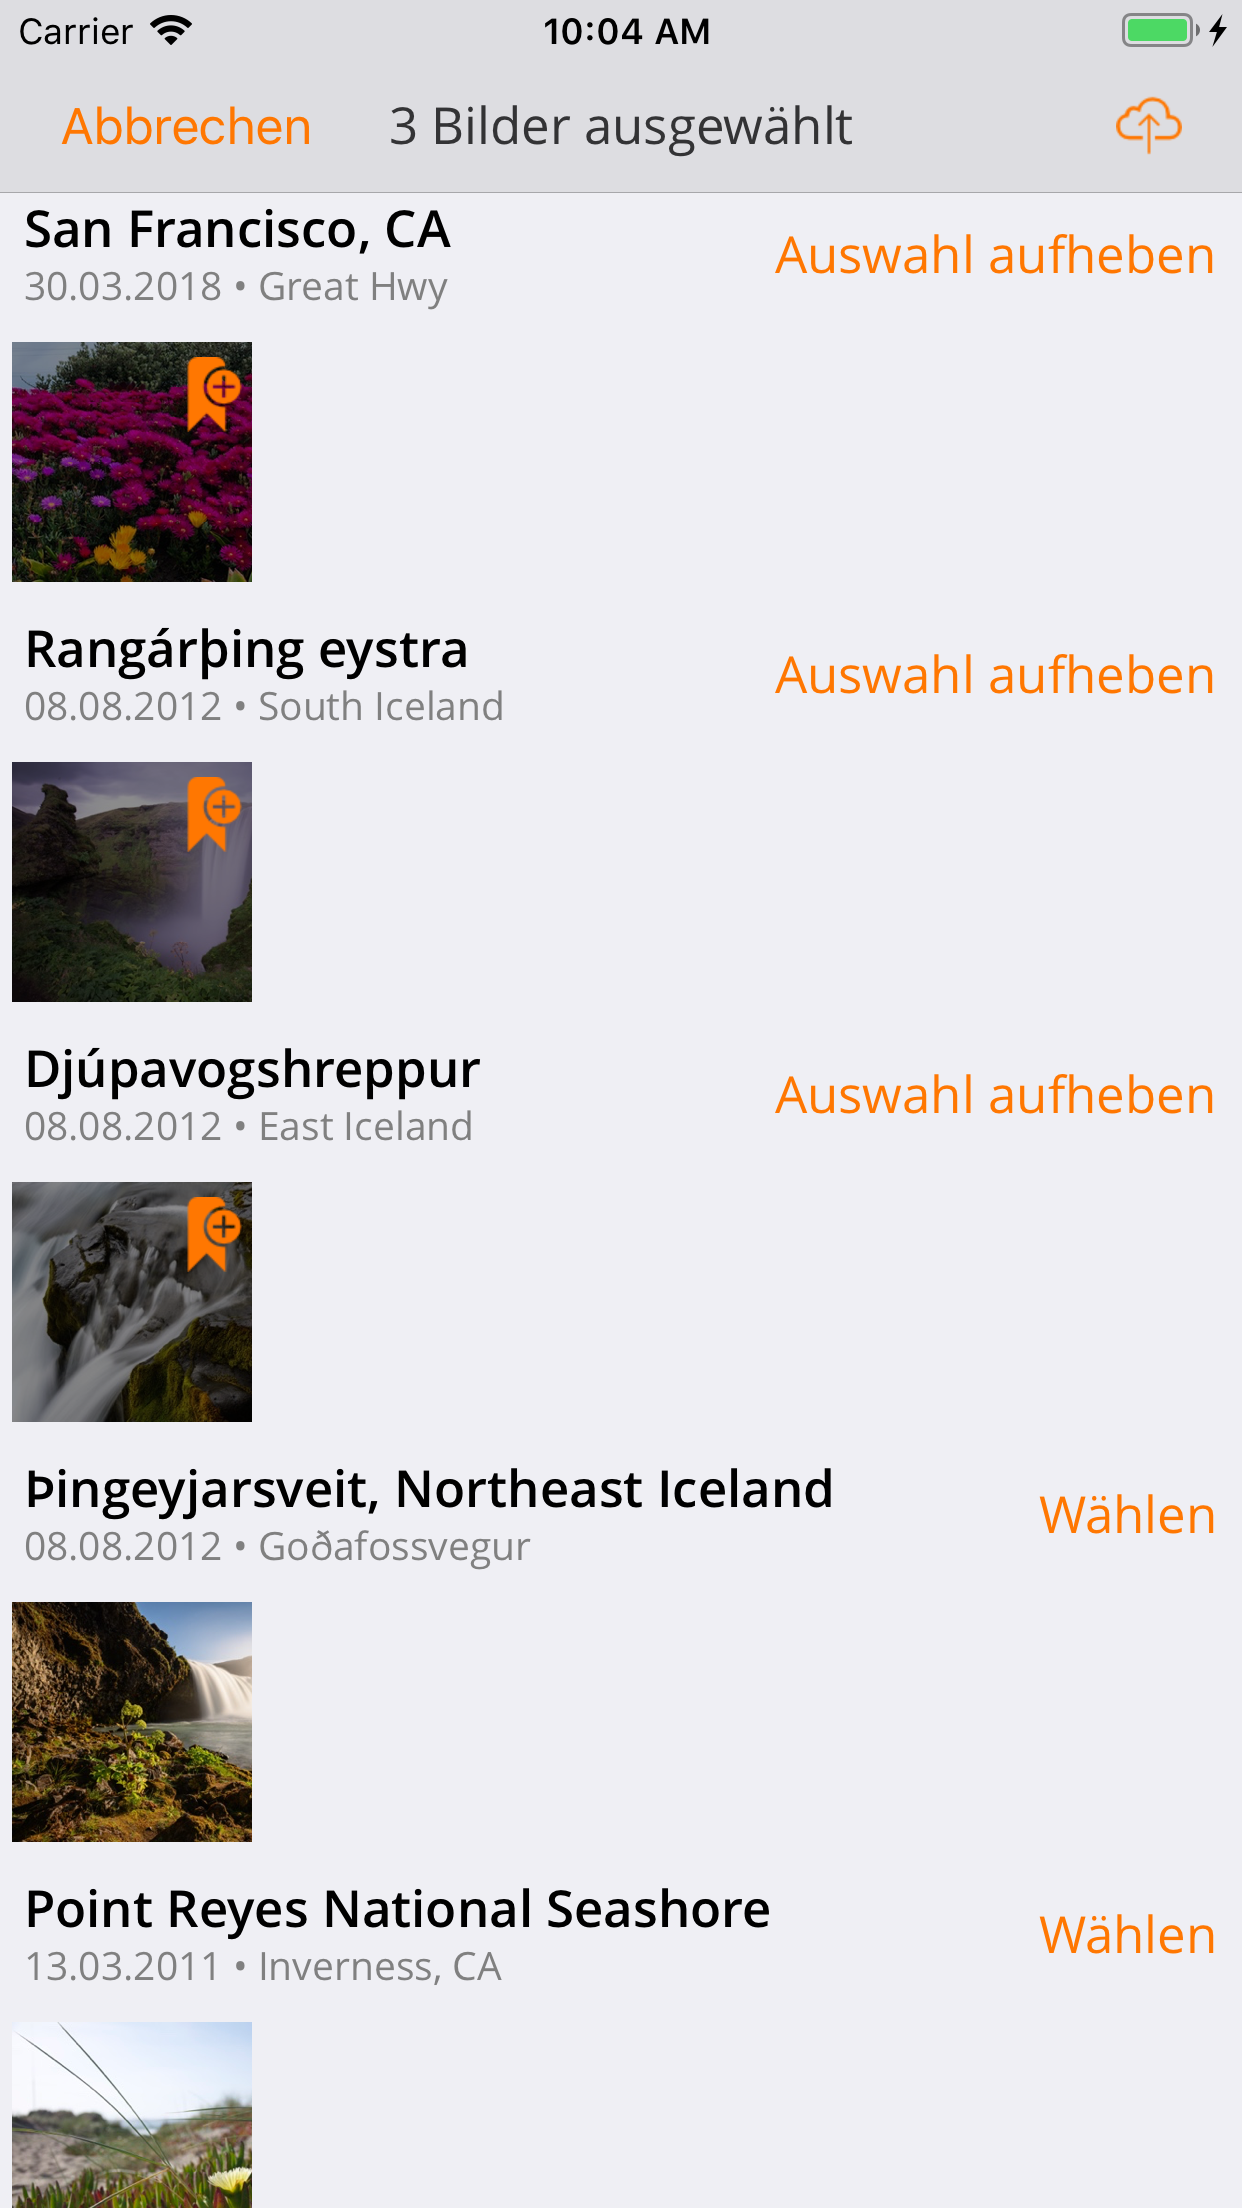 Carrier
10:04 AM
Abbrechen
3 Bilder ausgewählt
San Francisco, CA
Auswahl aufheben
30.03.2018 • Great Hwy
Rangárþing eystra
Auswahl aufheben
08.08.2012 • South Iceland
Djúpavogshreppur
Auswahl aufheben
08.08.2012 • East Iceland
Þingeyjarsveit, Northeast Iceland
Wählen
08.08.2012 • Goðafossvegur
Point Reyes National Seashore
Wählen
13.03.2011 • Inverness, CA